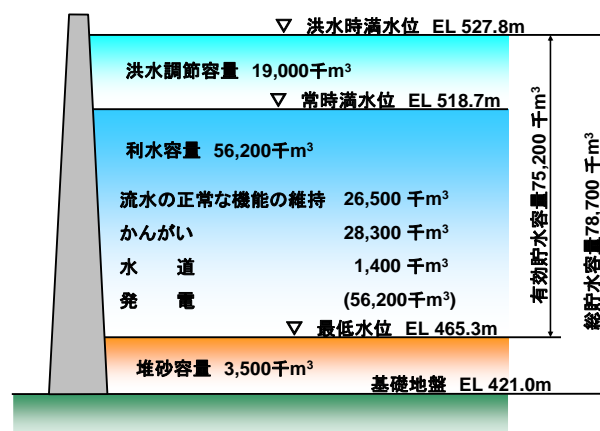 ▽ 洪水時満水位 EL 527.8m
洪水調節容量 19,000千m³
▽ 常時満水位 EL 518.7m
利水容量 56,200千m³
流水の正常な機能の維持 26,500 千m³
かんがい 28,300 千m³
水 道 1,400 千m³
発 電 (56,200千m³)
▽ 最低水位 EL 465.3m
堆砂容量 3,500千m³
基礎地盤 EL 421.0m
有効貯水容量75,200 千m³
総貯水容量78,700 千m³